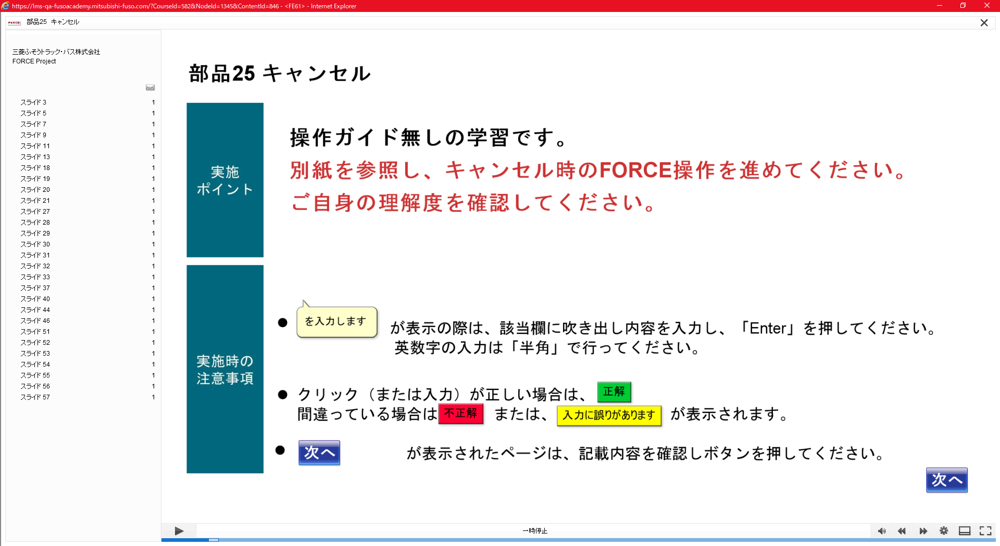 https://lms-qa-fusoacademy.mitsubishi-fuso.com/?CourseId=582&NodeId=1345&ContentId=846 - <FE61> - Internet Explorer
FORCE 部品25 キャンセル
三菱ふそうトラック・バス株式会社
FORCE Project
スライド 3 1
スライド 5 1
スライド 7 1
スライド 9 1
スライド 11 1
スライド 13 1
スライド 18 1
スライド 19 1
スライド 20 1
スライド 21 1
スライド 27 1
スライド 28 1
スライド 29 1
スライド 30 1
スライド 31 1
スライド 32 1
スライド 33 1
スライド 37 1
スライド 40 1
スライド 44 1
スライド 46 1
スライド 51 1
スライド 52 1
スライド 53 1
スライド 54 1
スライド 55 1
スライド 56 1
スライド 57 1
部品25 キャンセル
実施
ポイント
操作ガイド無しの学習です。
別紙を参照し、キャンセル時のFORCE操作を進めてください。
ご自身の理解度を確認してください。
実施時の
注意事項
● を入力します が表示の際は、該当欄に吹き出し内容を入力し、「Enter」を押してください。
英数字の入力は「半角」で行ってください。
● クリック（または入力）が正しい場合は、 正解
間違っている場合は 不正解 または、 入力に誤りがあります が表示されます。
● 次へ が表示されたページは、記載内容を確認しボタンを押してください。
次へ
一時停止